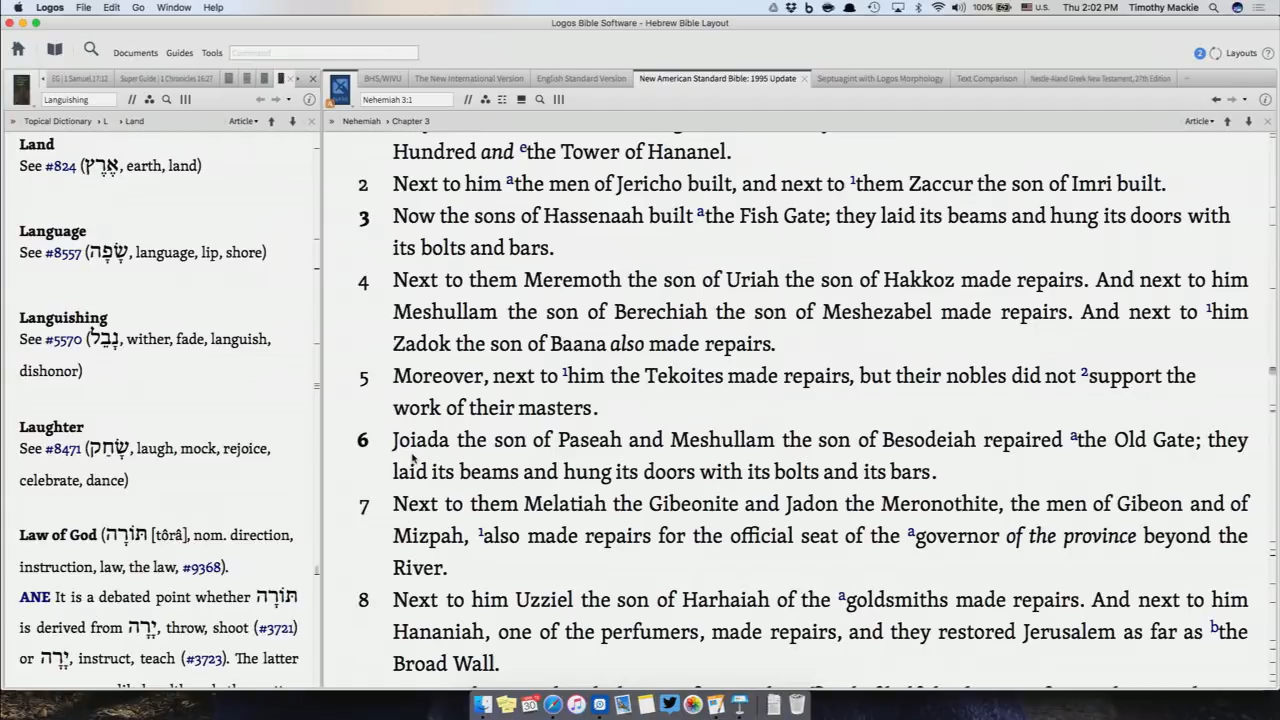 Logos File Edit Go Window Help 100% U.S. Thu 2:02 PM Timothy Mackie
Logos Bible Software - Hebrew Bible Layout
Documents Guides Tools Command 2 Layouts
EG | 1 Samuel 17:12 Super Guide | 1 Chronicles 16:27 BHS/WIVU The New International Version English Standard Version New American Standard Bible: 1995 Update Septuagint with Logos Morphology Text Comparison Nestle-Aland Greek New Testament, 27th Edition
Languishing Nehemiah 3:1
» Topical Dictionary › L › Land Article » Nehemiah › Chapter 3 Article
Land
See #824 (אֶרֶץ, earth, land)
Language
See #8557 (שָׂפָה, language, lip, shore)
Languishing
See #5570 (נָבֵל, wither, fade, languish,
dishonor)
Laughter
See #8471 (שָׂחַק, laugh, mock, rejoice,
celebrate, dance)
Law of God (תּוֹרָה [tôrâ], nom. direction,
instruction, law, the law, #9368).
ANE It is a debated point whether תּוֹרָה
is derived from יָרָה, throw, shoot (#3721)
or יָרָה, instruct, teach (#3723). The latter
Hundred and ethe Tower of Hananel.
2 Next to him athe men of Jericho built, and next to 1them Zaccur the son of Imri built.
3 Now the sons of Hassenaah built athe Fish Gate; they laid its beams and hung its doors with
its bolts and bars.
4 Next to them Meremoth the son of Uriah the son of Hakkoz made repairs. And next to him
Meshullam the son of Berechiah the son of Meshezabel made repairs. And next to 1him
Zadok the son of Baana also made repairs.
5 Moreover, next to 1him the Tekoites made repairs, but their nobles did not 2support the
work of their masters.
6 Joiada the son of Paseah and Meshullam the son of Besodeiah repaired athe Old Gate; they
laid its beams and hung its doors with its bolts and its bars.
7 Next to them Melatiah the Gibeonite and Jadon the Meronothite, the men of Gibeon and of
Mizpah, 1also made repairs for the official seat of the agovernor of the province beyond the
River.
8 Next to him Uzziel the son of Harhaiah of the agoldsmiths made repairs. And next to him
Hananiah, one of the perfumers, made repairs, and they restored Jerusalem as far as bthe
Broad Wall.